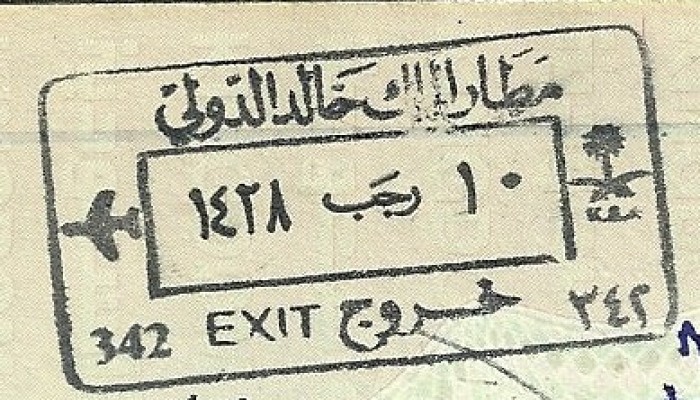 مطار الملك خالد الدولي
١٠ رجب ١٤٢٨
٣٤٢ خروج EXIT 342